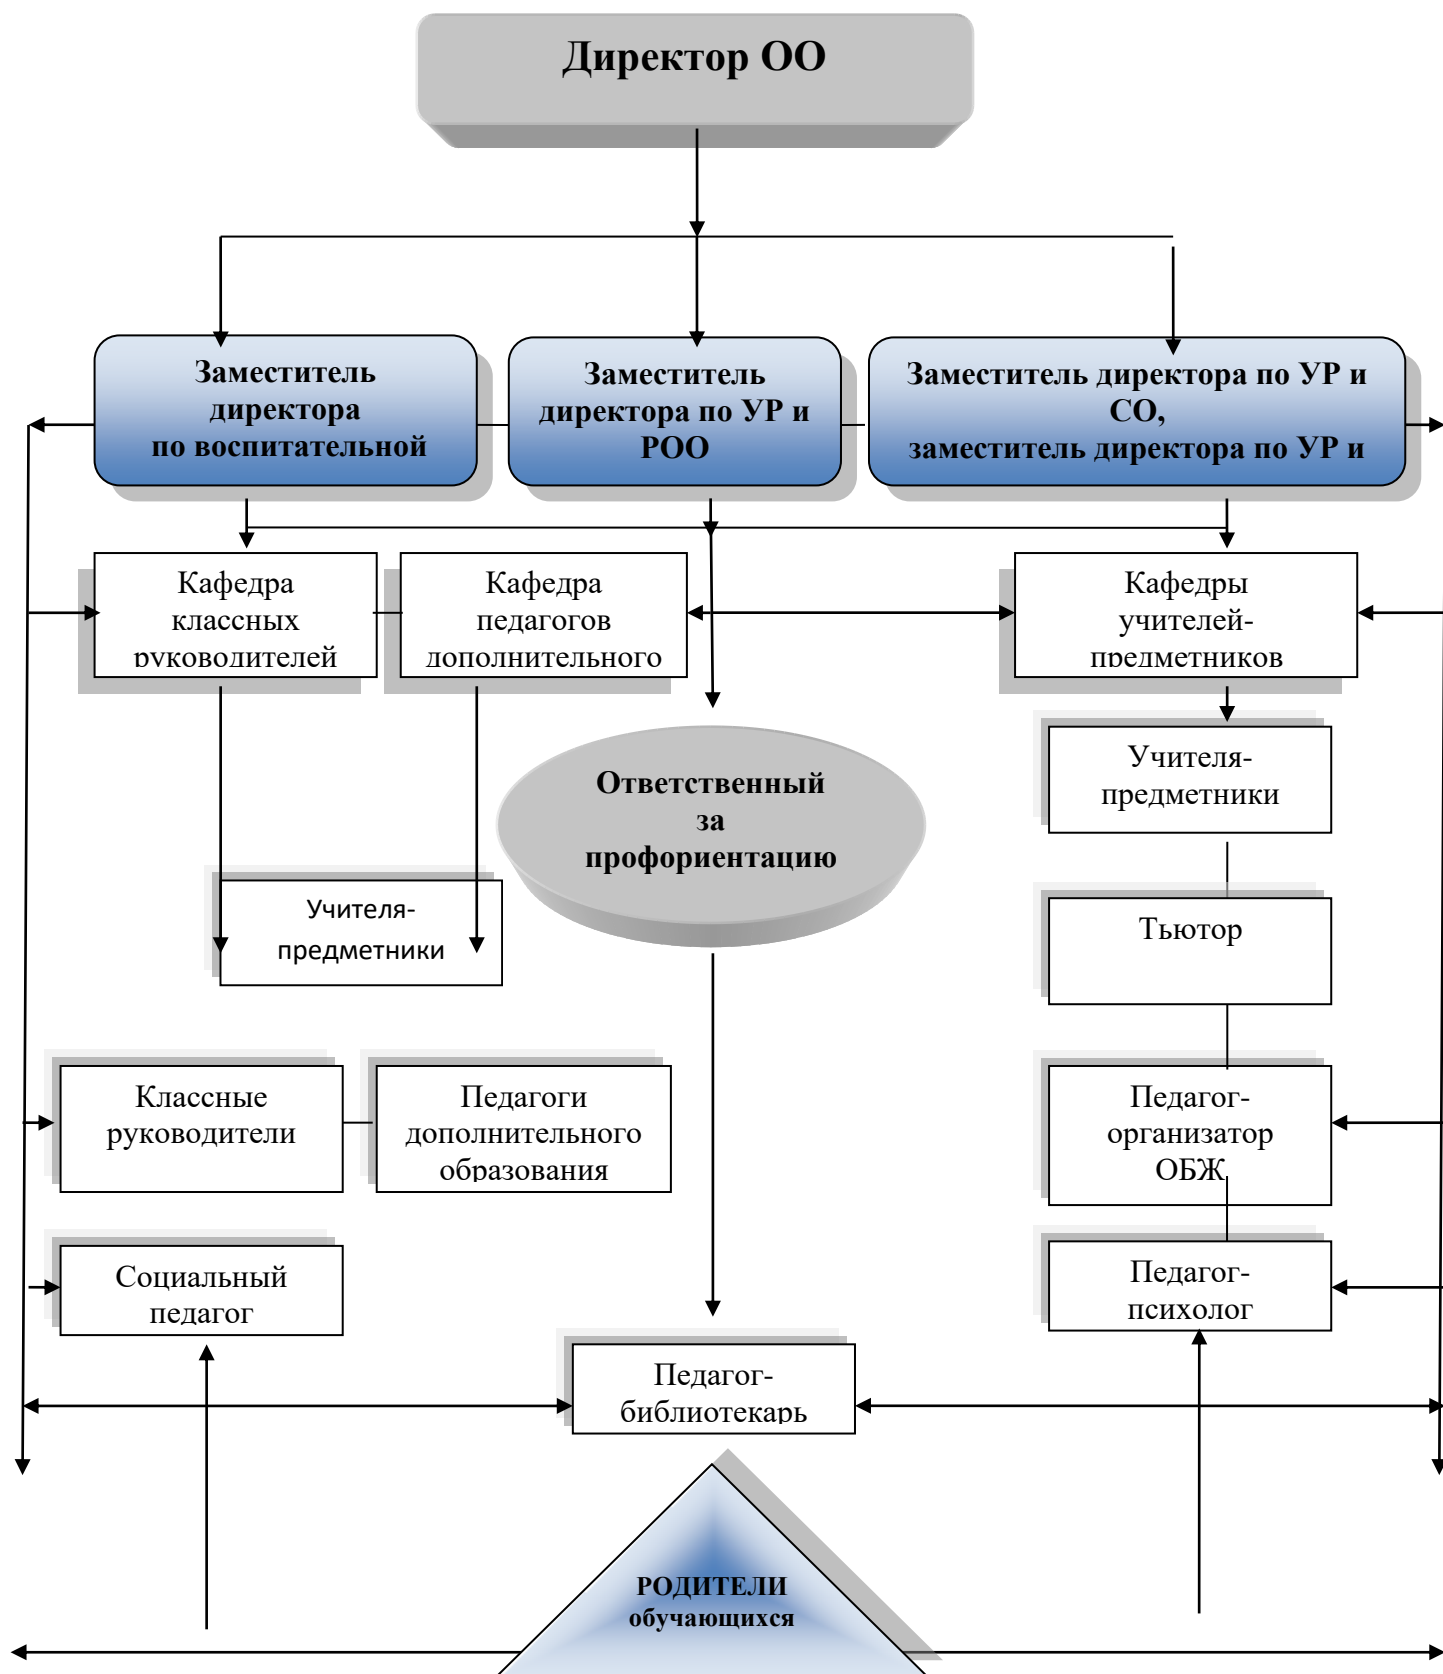 Директор ОО
Заместитель
директора
по воспитательной
Заместитель
директора по УР и
РОО
Заместитель директора по УР и
СО,
заместитель директора по УР и
Кафедра
классных
руководителей
Кафедра
педагогов
дополнительного
Кафедры
учителей-
предметников
Учителя-
предметники
Ответственный
за
профориентацию
Учителя-
предметники
Тьютор
Классные
руководители
Педагоги
дополнительного
образования
Педагог-
организатор
ОБЖ
Социальный
педагог
Педагог-
психолог
Педагог-
библиотекарь
РОДИТЕЛИ
обучающихся